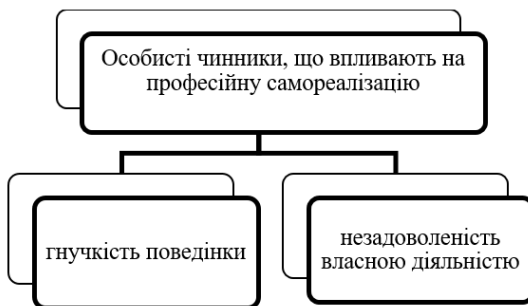 Особисті чинники, що впливають на
професійну самореалізацію
гнучкість поведінки
незадоволеність
власною діяльністю